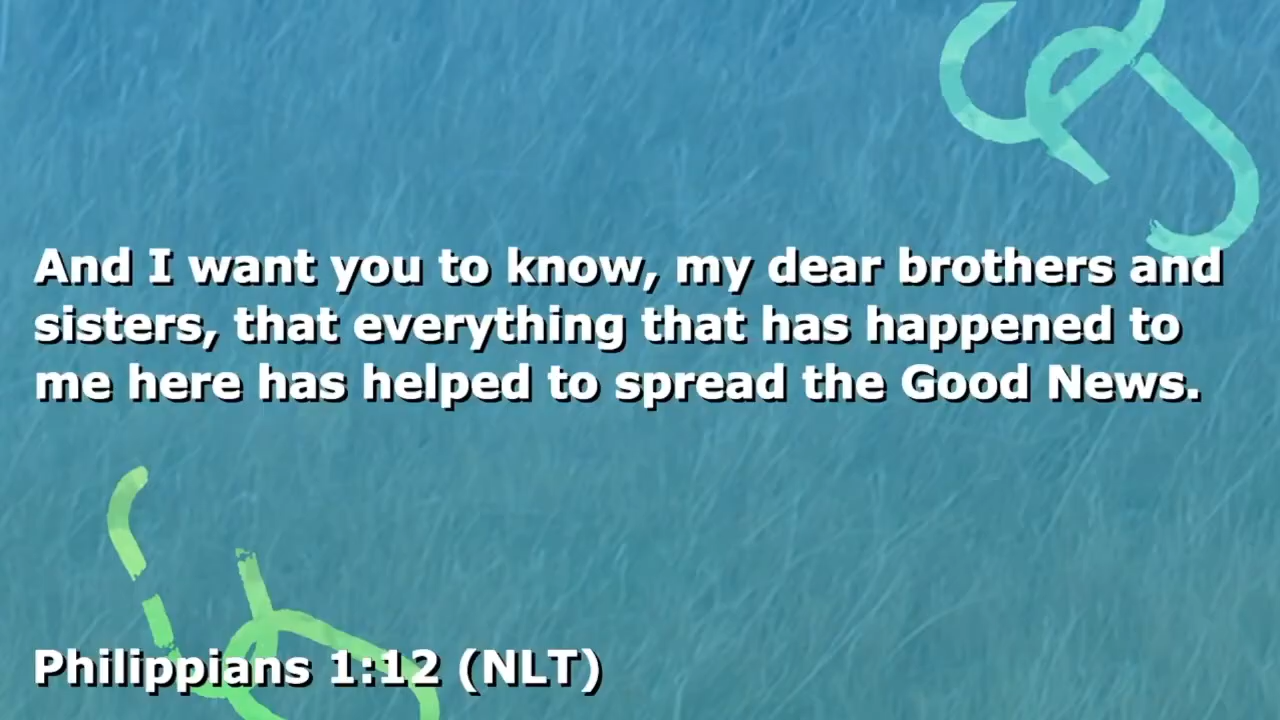 And I want you to know, my dear brothers and
sisters, that everything that has happened to
me here has helped to spread the Good News.
Philippians 1:12 (NLT)